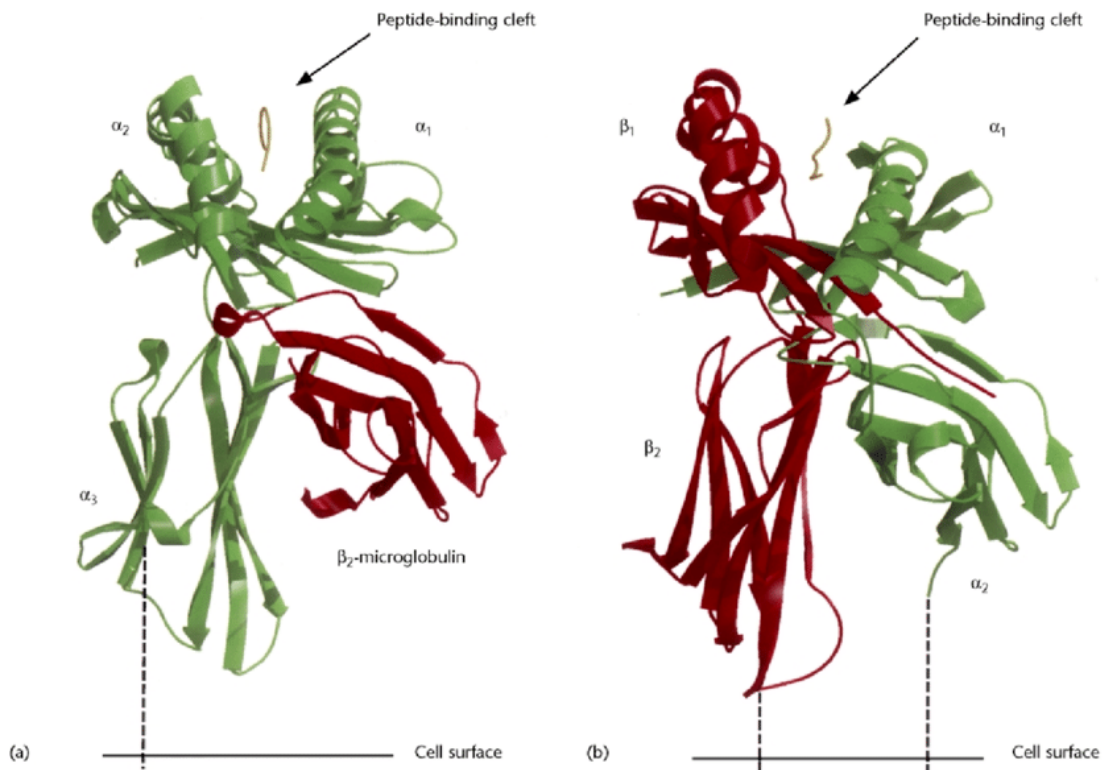 Peptide-binding cleft
α₂
α₁
α₃
β₂-microglobulin
(a)
Cell surface
Peptide-binding cleft
β₁
α₁
β₂
α₂
(b)
Cell surface